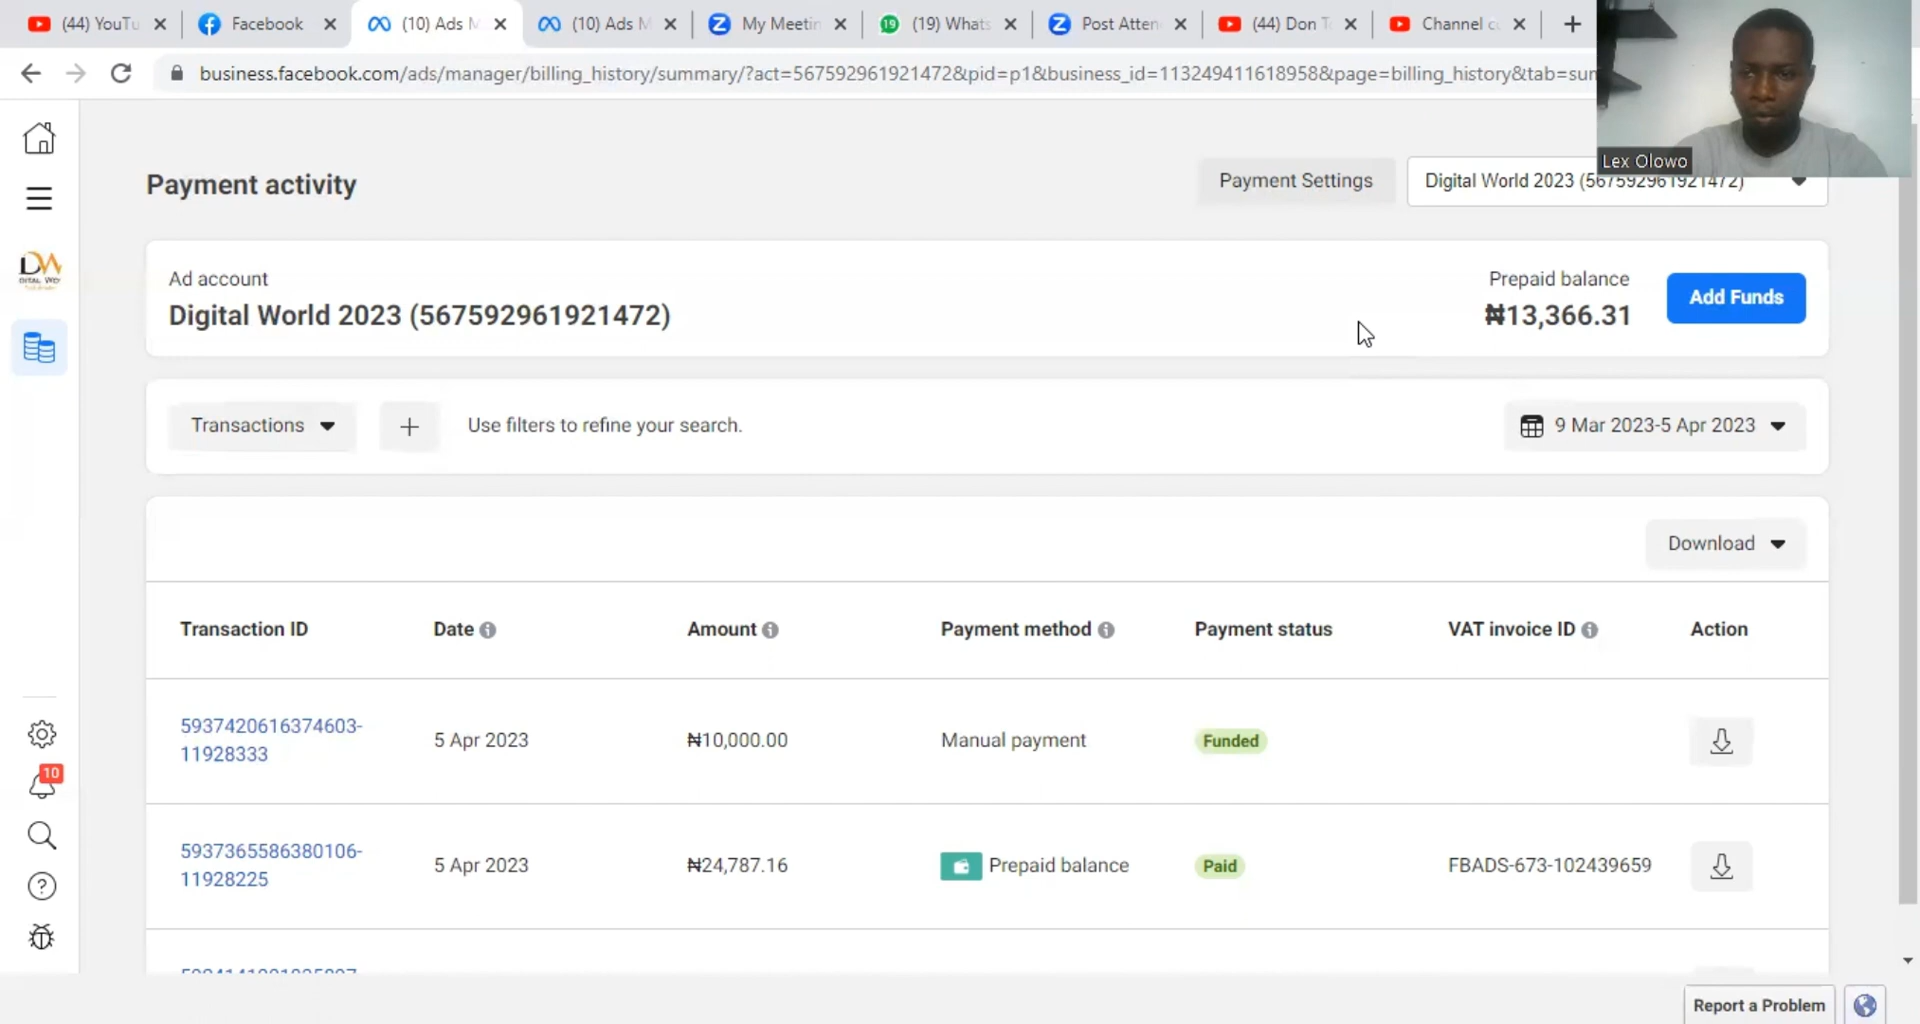 (44) YouTu
Facebook
(10) Ads M
(10) Ads M
My Meetin
(19) Whats
Post Atten
(44) Don T
Channel c
business.facebook.com/ads/manager/billing_history/summary/?act=567592961921472&pid=p1&business_id=113249411618958&page=billing_history&tab=sum
Lex Olowo
Payment activity
Payment Settings
Digital World 2023 (567592961921472)
DW
Ad account
Digital World 2023 (567592961921472)
Prepaid balance
₦13,366.31
Add Funds
Transactions
Use filters to refine your search.
9 Mar 2023-5 Apr 2023
Download
Transaction ID Date Amount Payment method Payment status VAT invoice ID Action
5937420616374603-
11928333
5 Apr 2023
₦10,000.00
Manual payment
Funded
5937365586380106-
11928225
5 Apr 2023
₦24,787.16
Prepaid balance
Paid
FBADS-673-102439659
10
Report a Problem